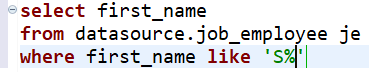 select first_name
from datasource.job_employee je
where first_name like 'S%'